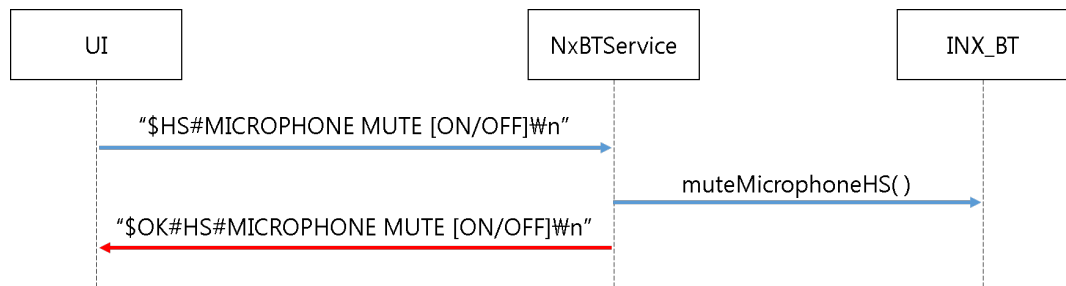 UI
NxBTService
INX_BT
“$HS#MICROPHONE MUTE [ON/OFF]₩n”
muteMicrophoneHS( )
“$OK#HS#MICROPHONE MUTE [ON/OFF]₩n”